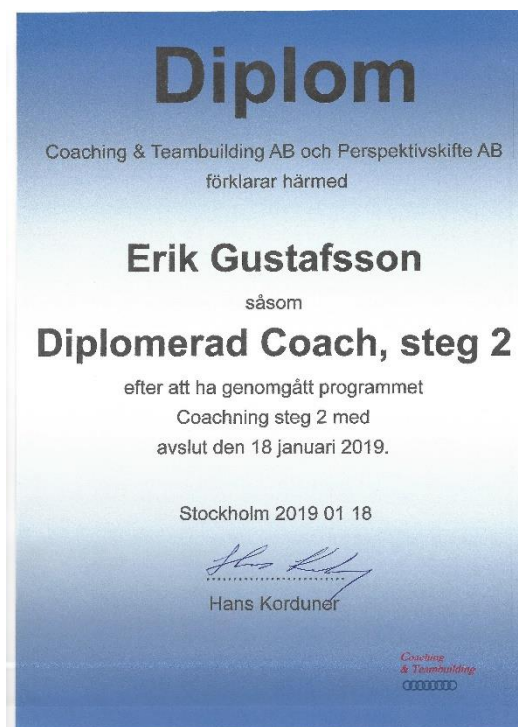 Diplom
Coaching & Teambuilding AB och Perspektivskifte AB
förklarar härmed
Erik Gustafsson
såsom
Diplomerad Coach, steg 2
efter att ha genomgått programmet
Coachning steg 2 med
avslut den 18 januari 2019.
Stockholm 2019 01 18
Hans Korduner
Coaching
& Teambuilding